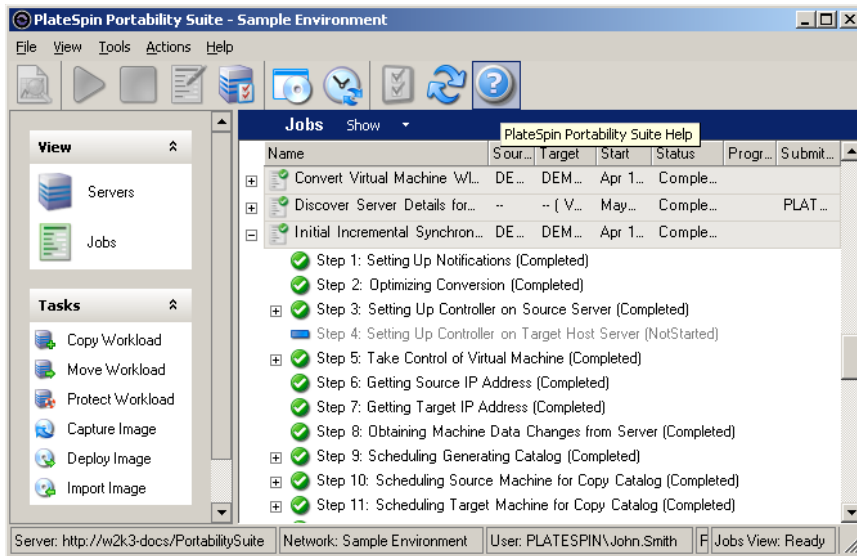 PlateSpin Portability Suite - Sample Environment
File View Tools Actions Help
Jobs Show
PlateSpin Portability Suite Help
View
Servers
Jobs
Tasks
Copy Workload
Move Workload
Protect Workload
Capture Image
Deploy Image
Import Image
Name Sour... Target Start Status Progr... Submit...
Convert Virtual Machine WI... DE... DEM... Apr 1... Comple...
Discover Server Details for... -- -- ( V... May... Comple... PLAT...
Initial Incremental Synchron... DE... DEM... Apr 1... Comple...
Step 1: Setting Up Notifications (Completed)
Step 2: Optimizing Conversion (Completed)
Step 3: Setting Up Controller on Source Server (Completed)
Step 4: Setting Up Controller on Target Host Server (NotStarted)
Step 5: Take Control of Virtual Machine (Completed)
Step 6: Getting Source IP Address (Completed)
Step 7: Getting Target IP Address (Completed)
Step 8: Obtaining Machine Data Changes from Server (Completed)
Step 9: Scheduling Generating Catalog (Completed)
Step 10: Scheduling Source Machine for Copy Catalog (Completed)
Step 11: Scheduling Target Machine for Copy Catalog (Completed)
Server: http://w2k3-docs/PortabilitySuite Network: Sample Environment User: PLATESPIN\John.Smith F Jobs View: Ready